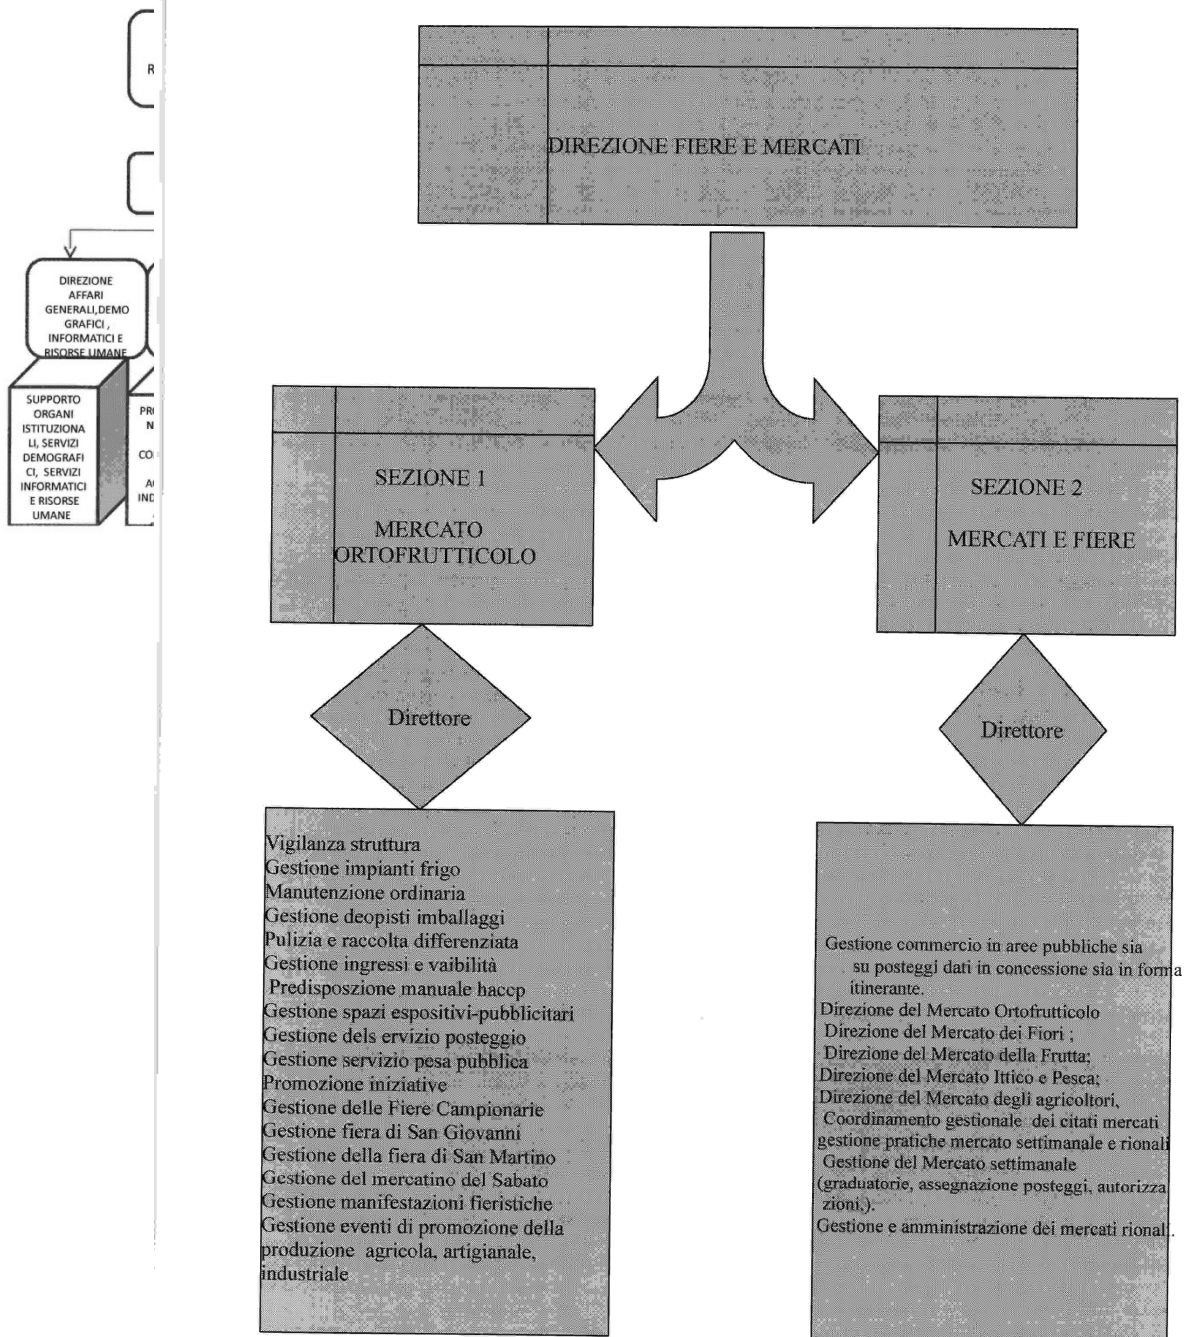 R
DIREZIONE
AFFARI
GENERALI,DEMO
GRAFICI ,
INFORMATICI E
RISORSE UMANE
SUPPORTO
ORGANI
ISTITUZIONA
LI, SERVIZI
DEMOGRAFI
CI, SERVIZI
INFORMATICI
E RISORSE
UMANE
PR
N
CO
A
IND
DIREZIONE FIERE E MERCATI
SEZIONE 1
MERCATO
ORTOFRUTTICOLO
Direttore
Vigilanza struttura
Gestione impianti frigo
Manutenzione ordinaria
Gestione deopisti imballaggi
Pulizia e raccolta differenziata
Gestione ingressi e vaibilità
Predisposzione manuale haccp
Gestione spazi espositivi-pubblicitari
Gestione dels ervizio posteggio
Gestione servizio pesa pubblica
Promozione iniziative
Gestione delle Fiere Campionarie
Gestione fiera di San Giovanni
Gestione della fiera di San Martino
Gestione del mercatino del Sabato
Gestione manifestazioni fieristiche
Gestione eventi di promozione della
produzione agricola, artigianale,
industriale
SEZIONE 2
MERCATI E FIERE
Direttore
Gestione commercio in aree pubbliche sia
su posteggi dati in concessione sia in forma
itinerante.
Direzione del Mercato Ortofrutticolo
Direzione del Mercato dei Fiori ;
Direzione del Mercato della Frutta;
Direzione del Mercato Ittico e Pesca;
Direzione del Mercato degli agricoltori,
Coordinamento gestionale dei citati mercati
gestione pratiche mercato settimanale e rionali
Gestione del Mercato settimanale
(graduatorie, assegnazione posteggi, autorizza
zioni,).
Gestione e amministrazione dei mercati rionali.